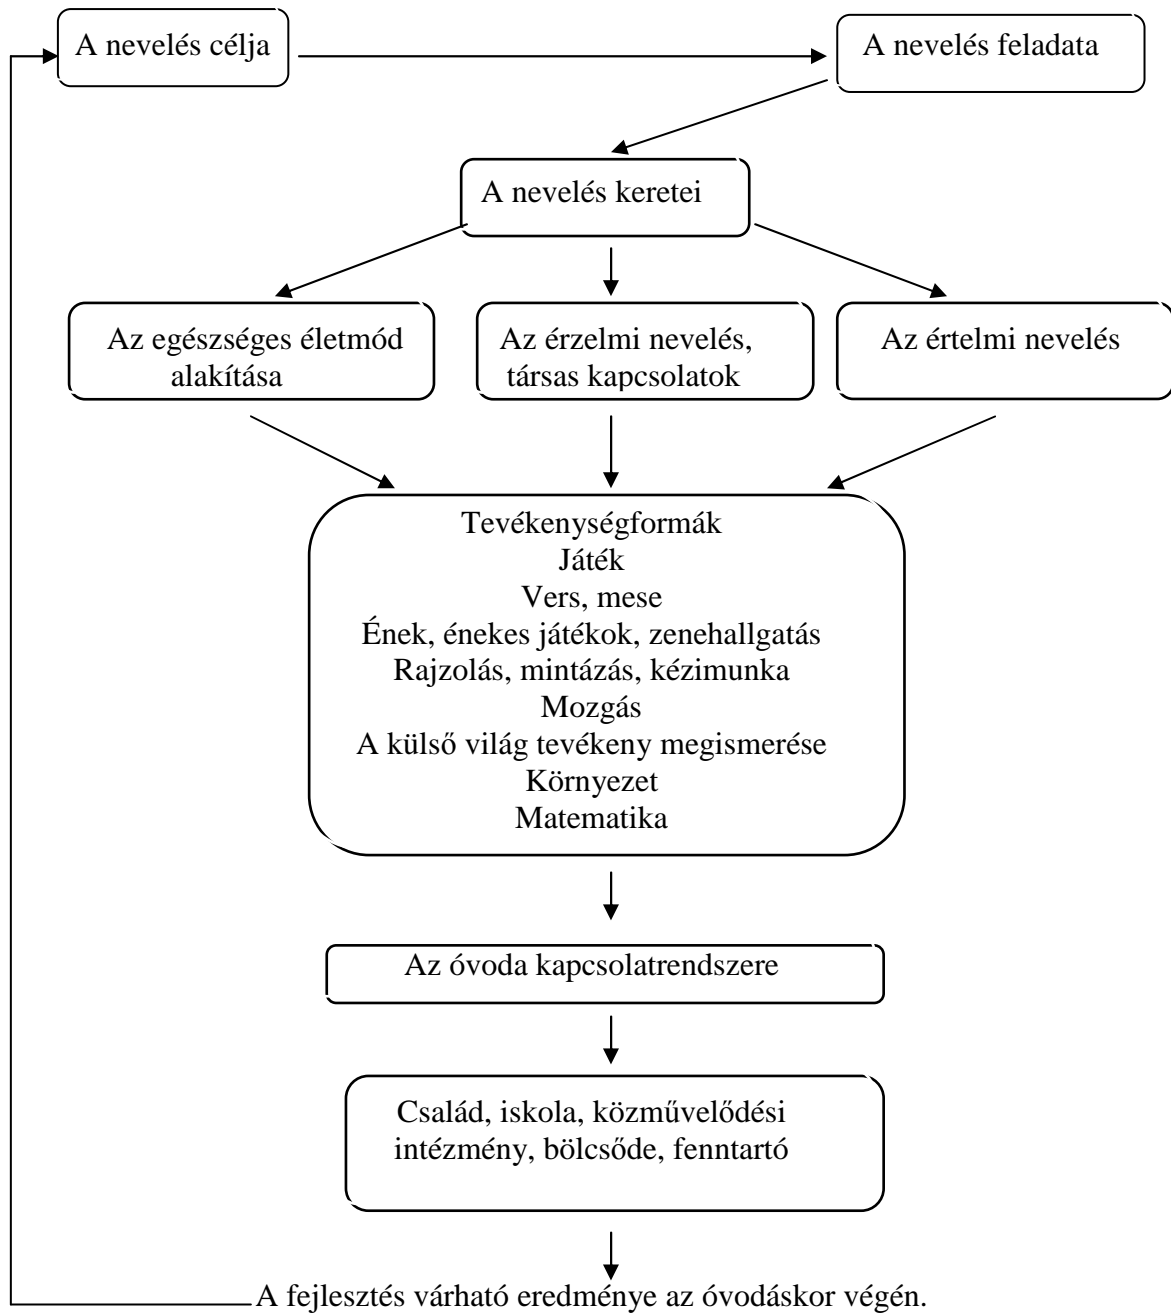 A nevelés célja
A nevelés feladata
A nevelés keretei
Az egészséges életmód
alakítása
Az érzelmi nevelés,
társas kapcsolatok
Az értelmi nevelés
Tevékenységformák
Játék
Vers, mese
Ének, énekes játékok, zenehallgatás
Rajzolás, mintázás, kézimunka
Mozgás
A külső világ tevékeny megismerése
Környezet
Matematika
Az óvoda kapcsolatrendszere
Család, iskola, közművelődési
intézmény, bölcsőde, fenntartó
A fejlesztés várható eredménye az óvodáskor végén.